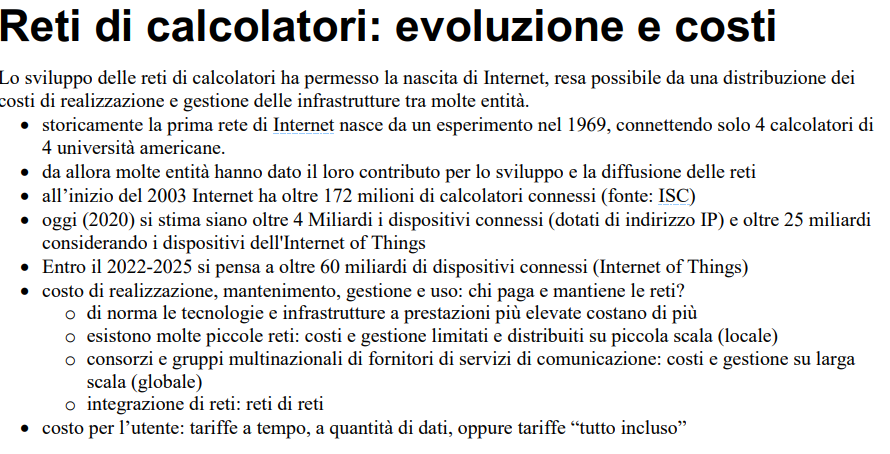 Reti di calcolatori: evoluzione e costi
Lo sviluppo delle reti di calcolatori ha permesso la nascita di Internet, resa possibile da una distribuzione dei
costi di realizzazione e gestione delle infrastrutture tra molte entità.
• storicamente la prima rete di Internet nasce da un esperimento nel 1969, connettendo solo 4 calcolatori di
4 università americane.
• da allora molte entità hanno dato il loro contributo per lo sviluppo e la diffusione delle reti
• all’inizio del 2003 Internet ha oltre 172 milioni di calcolatori connessi (fonte: ISC)
• oggi (2020) si stima siano oltre 4 Miliardi i dispositivi connessi (dotati di indirizzo IP) e oltre 25 miliardi
considerando i dispositivi dell'Internet of Things
• Entro il 2022-2025 si pensa a oltre 60 miliardi di dispositivi connessi (Internet of Things)
• costo di realizzazione, mantenimento, gestione e uso: chi paga e mantiene le reti?
o di norma le tecnologie e infrastrutture a prestazioni più elevate costano di più
o esistono molte piccole reti: costi e gestione limitati e distribuiti su piccola scala (locale)
o consorzi e gruppi multinazionali di fornitori di servizi di comunicazione: costi e gestione su larga
scala (globale)
o integrazione di reti: reti di reti
• costo per l’utente: tariffe a tempo, a quantità di dati, oppure tariffe “tutto incluso”